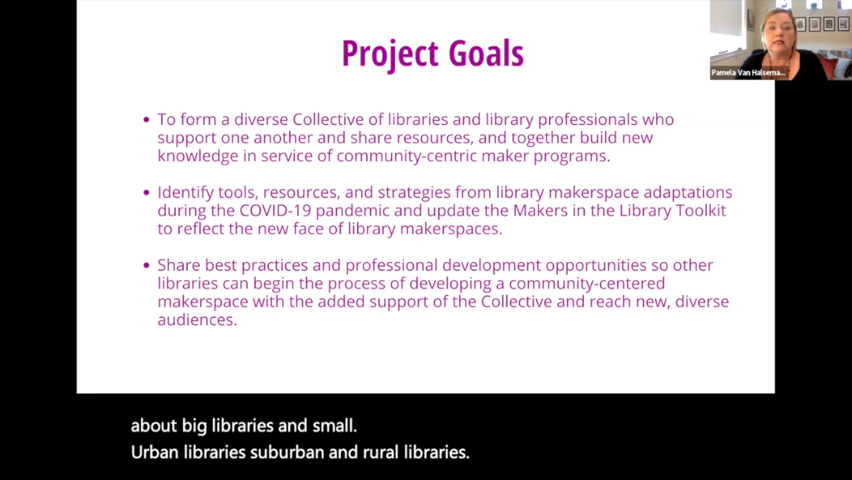 Project Goals
• To form a diverse Collective of libraries and library professionals who
support one another and share resources, and together build new
knowledge in service of community-centric maker programs.
• Identify tools, resources, and strategies from library makerspace adaptations
during the COVID-19 pandemic and update the Makers in the Library Toolkit
to reflect the new face of library makerspaces.
• Share best practices and professional development opportunities so other
libraries can begin the process of developing a community-centered
makerspace with the added support of the Collective and reach new, diverse
audiences.
Pamela Van Halsema...
about big libraries and small.
Urban libraries suburban and rural libraries.